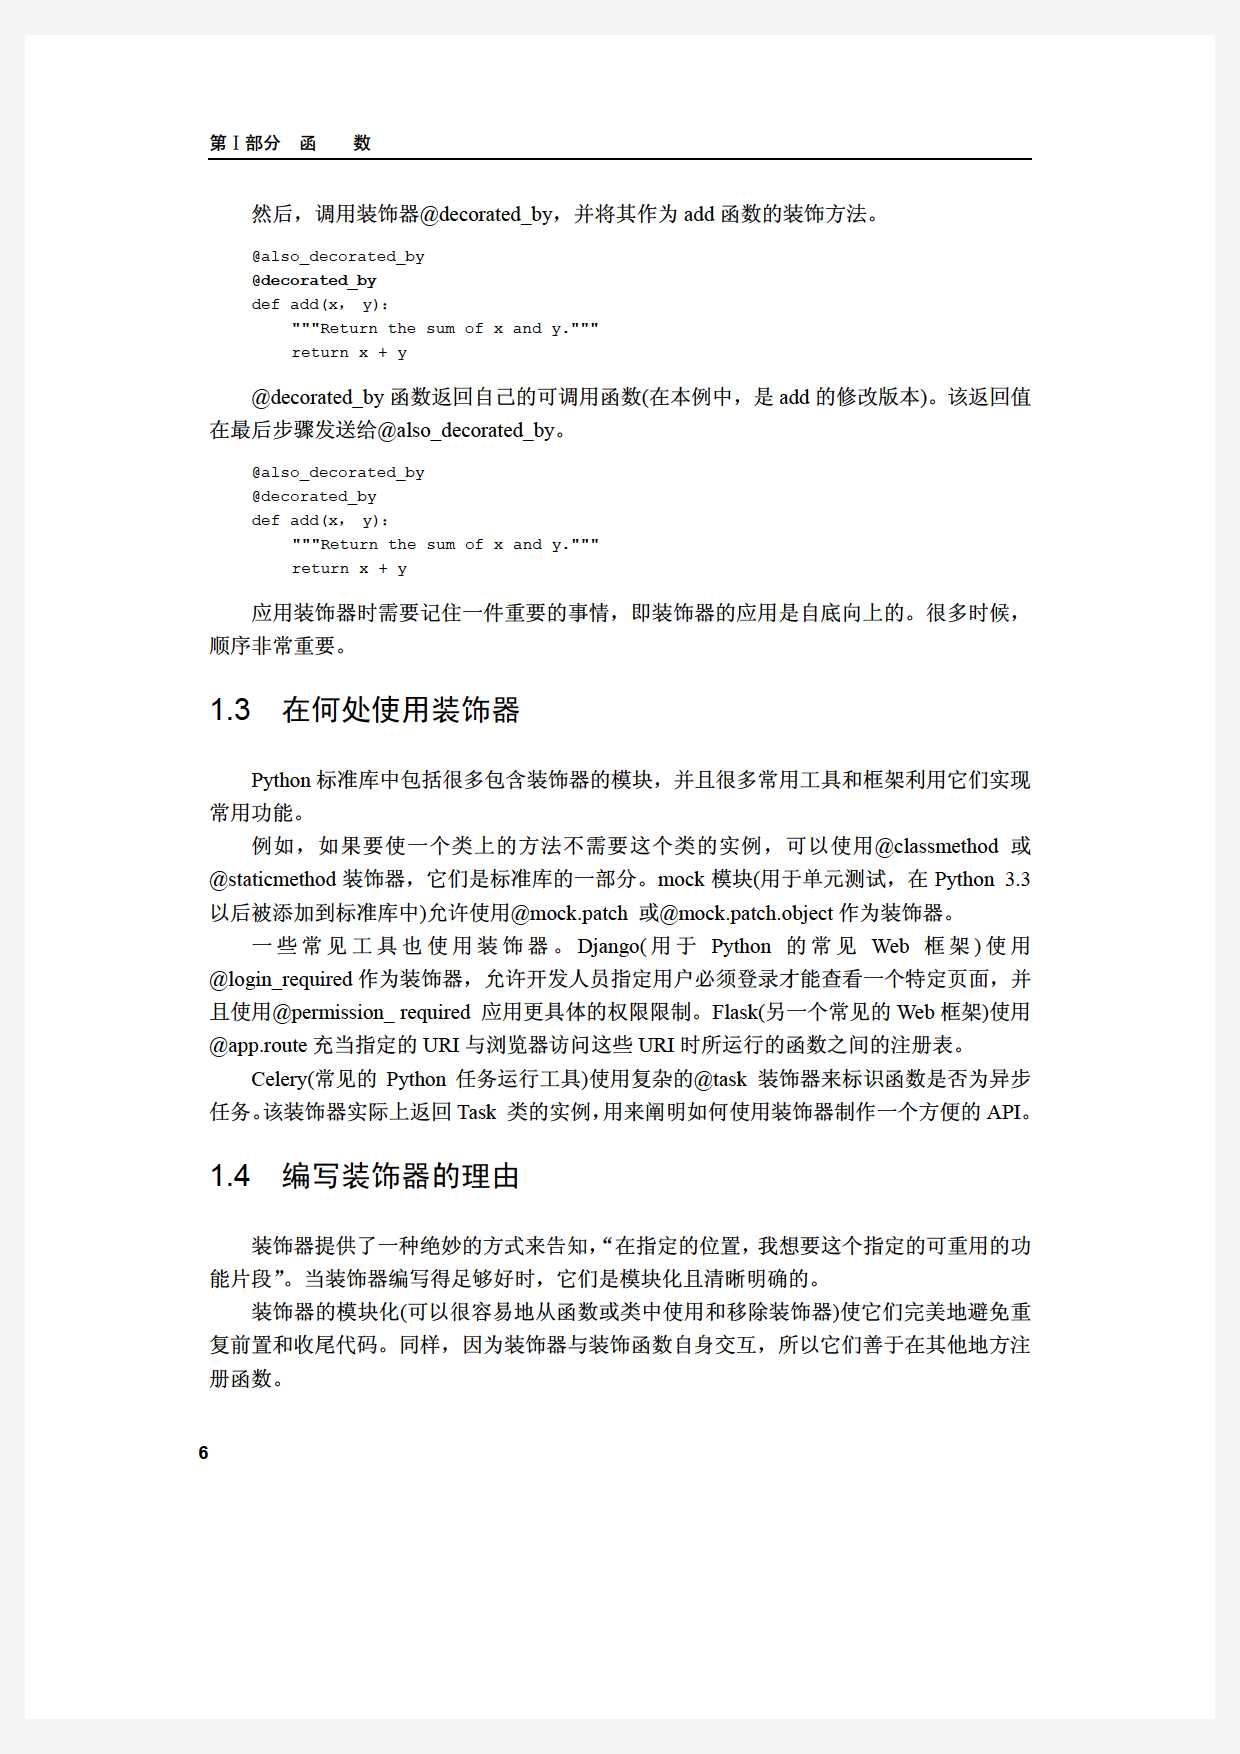 第Ⅰ部分 函 数
然后，调用装饰器@decorated_by，并将其作为 add 函数的装饰方法。
@also_decorated_by
@decorated_by
def add(x， y):
    """Return the sum of x and y."""
    return x + y
@decorated_by 函数返回自己的可调用函数(在本例中，是 add 的修改版本)。该返回值
在最后步骤发送给@also_decorated_by。
@also_decorated_by
@decorated_by
def add(x， y):
    """Return the sum of x and y."""
    return x + y
应用装饰器时需要记住一件重要的事情，即装饰器的应用是自底向上的。很多时候，
顺序非常重要。
1.3 在何处使用装饰器
Python 标准库中包括很多包含装饰器的模块，并且很多常用工具和框架利用它们实现
常用功能。
例如，如果要使一个类上的方法不需要这个类的实例，可以使用@classmethod 或
@staticmethod 装饰器，它们是标准库的一部分。mock 模块(用于单元测试，在 Python 3.3
以后被添加到标准库中)允许使用@mock.patch 或@mock.patch.object 作为装饰器。
一些常见工具也使用装饰器。Django(用于 Python 的常见 Web 框架)使用
@login_required 作为装饰器，允许开发人员指定用户必须登录才能查看一个特定页面，并
且使用@permission_ required 应用更具体的权限限制。Flask(另一个常见的 Web 框架)使用
@app.route 充当指定的 URI 与浏览器访问这些 URI 时所运行的函数之间的注册表。
Celery(常见的 Python 任务运行工具)使用复杂的@task 装饰器来标识函数是否为异步
任务。该装饰器实际上返回 Task 类的实例，用来阐明如何使用装饰器制作一个方便的 API。
1.4 编写装饰器的理由
装饰器提供了一种绝妙的方式来告知，“在指定的位置，我想要这个指定的可重用的功
能片段”。当装饰器编写得足够好时，它们是模块化且清晰明确的。
装饰器的模块化(可以很容易地从函数或类中使用和移除装饰器)使它们完美地避免重
复前置和收尾代码。同样，因为装饰器与装饰函数自身交互，所以它们善于在其他地方注
册函数。
6